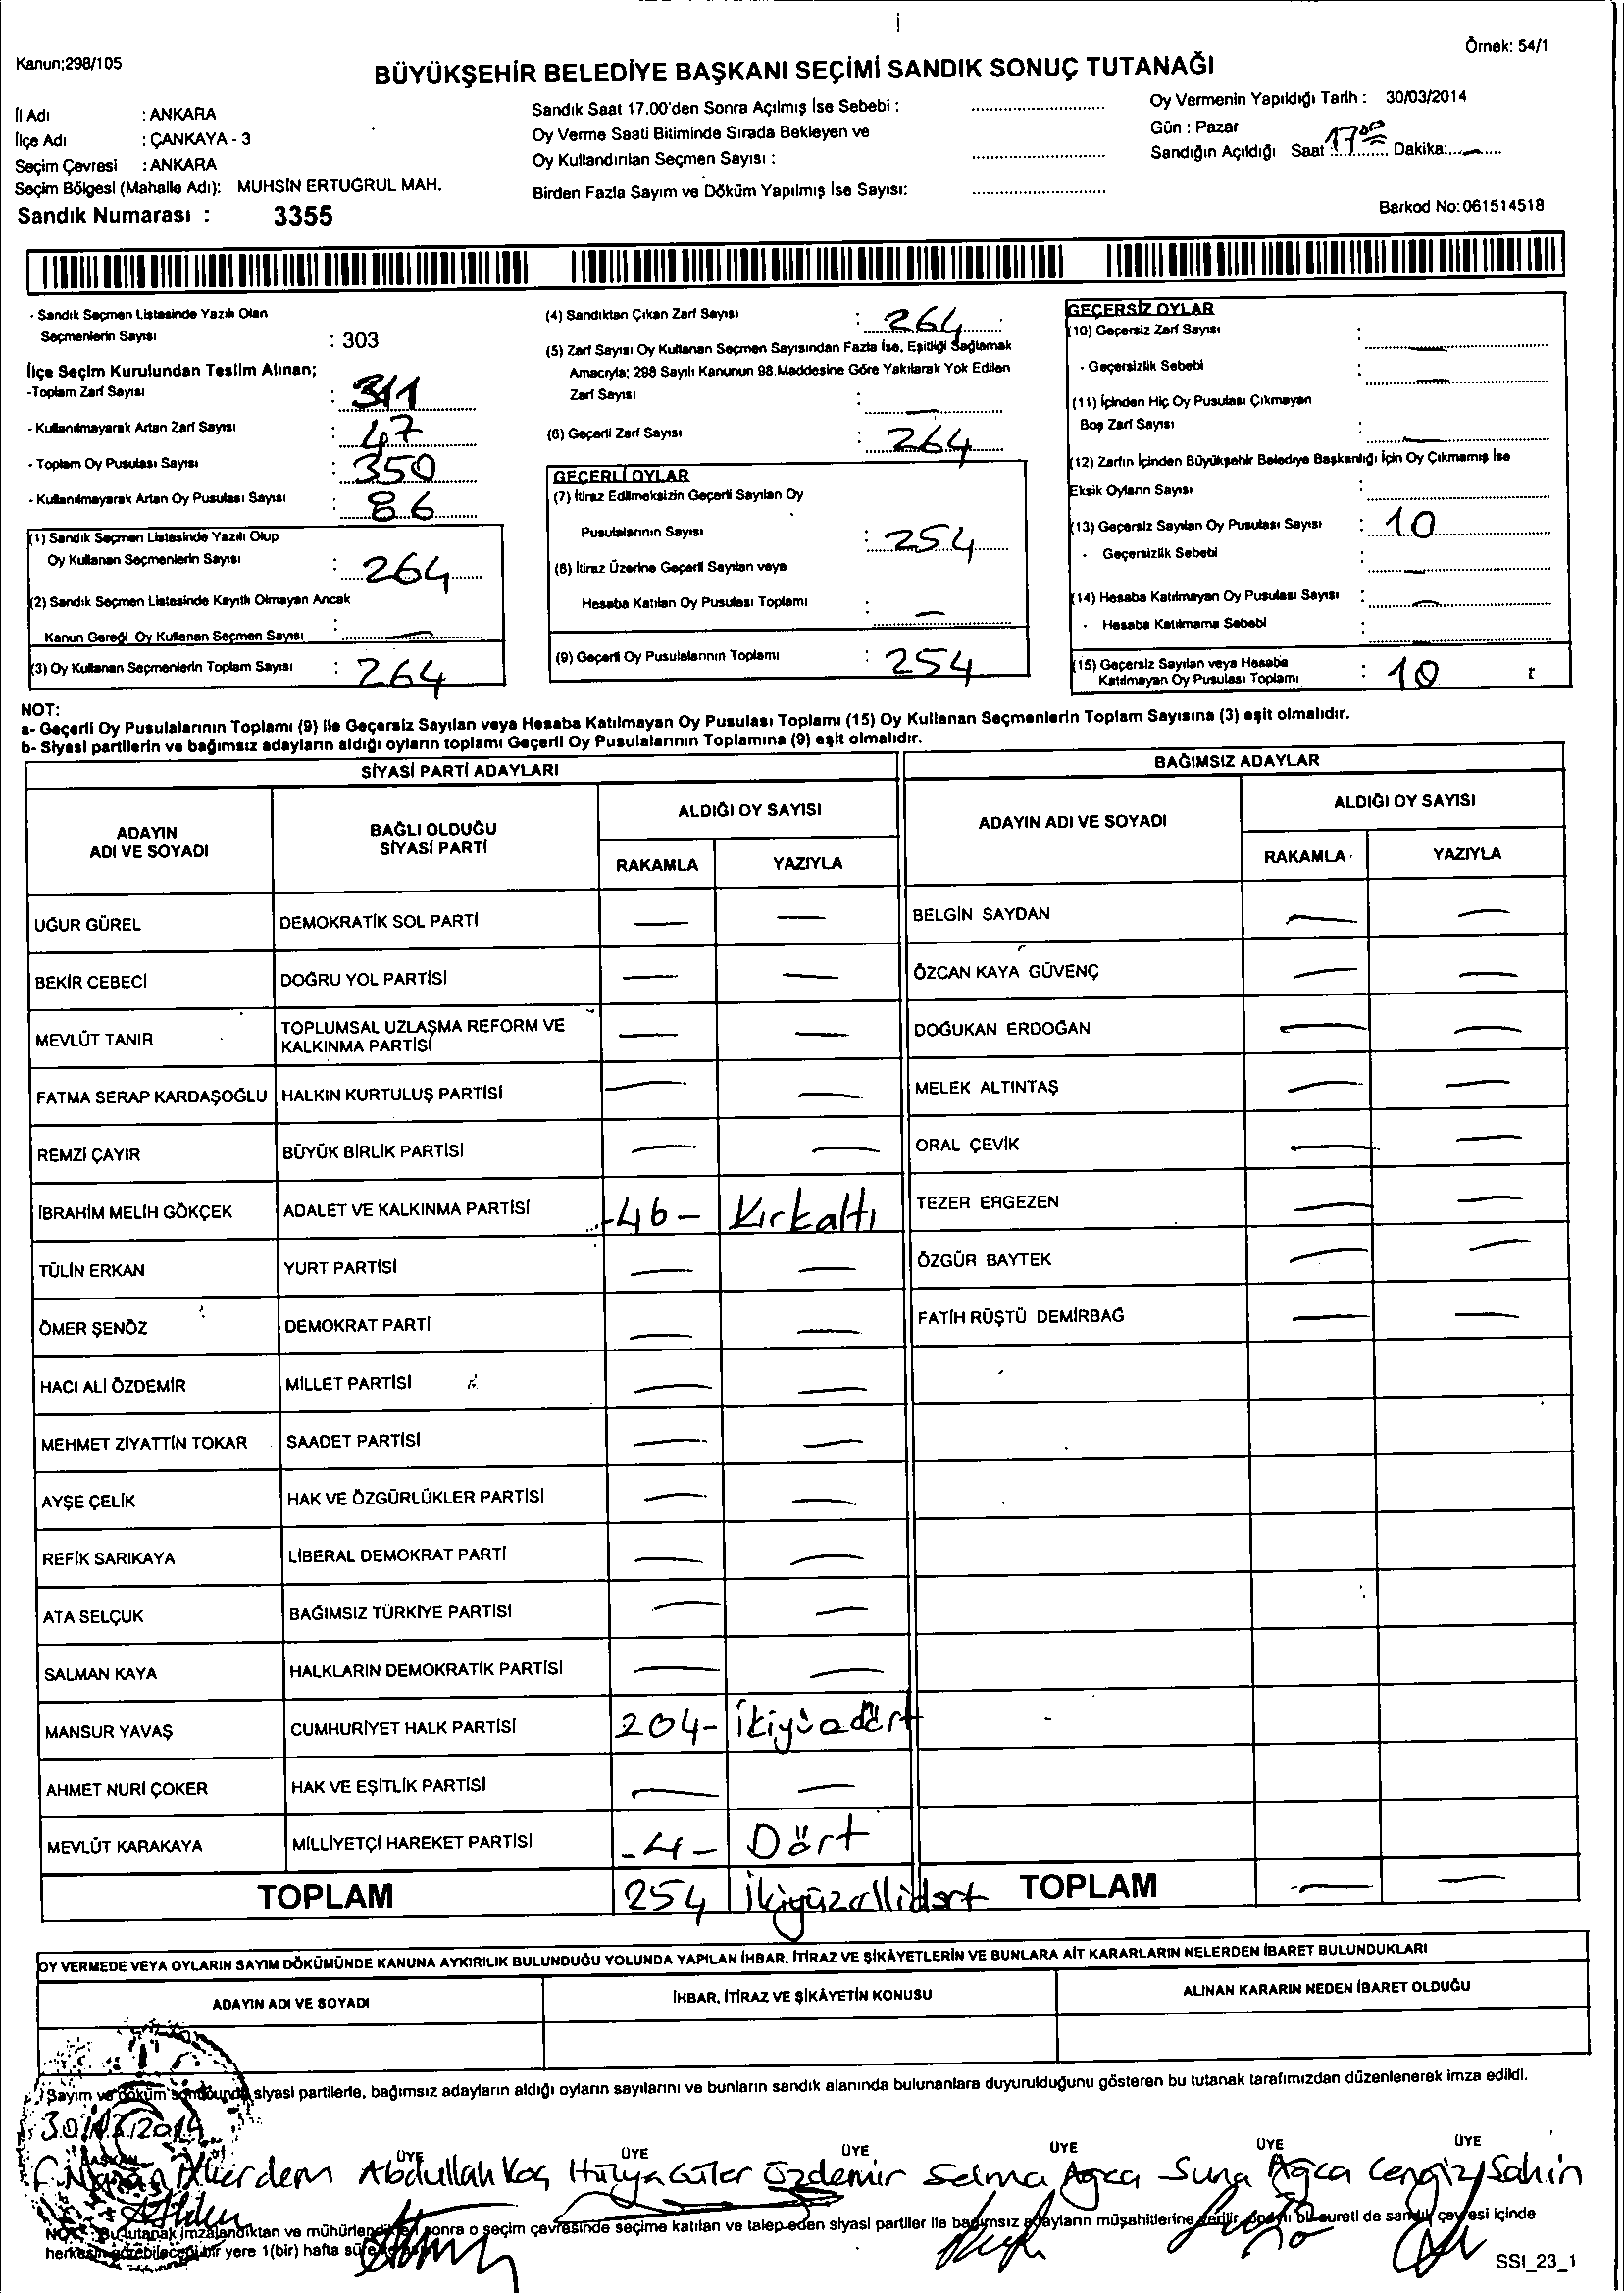 Kanun;298/105
Örnek: 54/1
BÜYÜKŞEHİR BELEDİYE BAŞKANI SEÇİMİ SANDIK SONUÇ TUTANAĞI
İl Adı : ANKARA
İlçe Adı : ÇANKAYA - 3
Seçim Çevresi : ANKARA
Seçim Bölgesi (Mahalle Adı): MUHSİN ERTUĞRUL MAH.
Sandık Numarası : 3355
Sandık Saat 17.00'den Sonra Açılmış İse Sebebi :
Oy Verme Saati Bitiminde Sırada Bekleyen ve
Oy Kullandırılan Seçmen Sayısı :
Birden Fazla Sayım ve Döküm Yapılmış İse Sayısı:
Oy Vermenin Yapıldığı Tarih : 30/03/2014
Gün : Pazar
Sandığın Açıldığı Saat 17 Dakika:
Barkod No:061514518
- Sandık Seçmen Listesinde Yazılı Olan
Seçmenlerin Sayısı : 303
İlçe Seçim Kurulundan Teslim Alınan;
-Toplam Zarf Sayısı : 311
- Kullanılmayarak Artan Zarf Sayısı : 47
- Toplam Oy Pusulası Sayısı : 350
- Kullanılmayarak Artan Oy Pusulası Sayısı : 86
(1) Sandık Seçmen Listesinde Yazılı Olup
Oy Kullanan Seçmenlerin Sayısı : 264
(2) Sandık Seçmen Listesinde Kayıtlı Olmayan Ancak
Kanun Gereği Oy Kullanan Seçmen Sayısı : —
(3) Oy Kullanan Seçmenlerin Toplam Sayısı : 264
(4) Sandıktan Çıkan Zarf Sayısı : 264
(5) Zarf Sayısı Oy Kullanan Seçmen Sayısından Fazla İse, Eşitliği Sağlamak
Amacıyla; 298 Sayılı Kanunun 98.Maddesine Göre Yakılarak Yok Edilen
Zarf Sayısı : —
(6) Geçerli Zarf Sayısı : 264
GEÇERLİ OYLAR
(7) İtiraz Edilmeksizin Geçerli Sayılan Oy
Pusulalarının Sayısı : 254
(8) İtiraz Üzerine Geçerli Sayılan veya
Hesaba Katılan Oy Pusulası Toplamı : —
(9) Geçerli Oy Pusulalarının Toplamı : 254
GEÇERSİZ OYLAR
(10) Geçersiz Zarf Sayısı : —
- Geçersizlik Sebebi : —
(11) İçinden Hiç Oy Pusulası Çıkmayan
Boş Zarf Sayısı : —
(12) Zarfın İçinden Büyükşehir Belediye Başkanlığı İçin Oy Çıkmamış İse
Eksik Oyların Sayısı : —
(13) Geçersiz Sayılan Oy Pusulası Sayısı : 10
- Geçersizlik Sebebi : —
(14) Hesaba Katılmayan Oy Pusulası Sayısı : —
- Hesaba Katılmama Sebebi : —
(15) Geçersiz Sayılan veya Hesaba
Katılmayan Oy Pusulası Toplamı : 10
NOT:
a- Geçerli Oy Pusulalarının Toplamı (9) ile Geçersiz Sayılan veya Hesaba Katılmayan Oy Pusulası Toplamı (15) Oy Kullanan Seçmenlerin Toplam Sayısına (3) eşit olmalıdır.
b- Siyasi partilerin ve bağımsız adayların aldığı oyların toplamı Geçerli Oy Pusulalarının Toplamına (9) eşit olmalıdır.
SİYASİ PARTİ ADAYLARI
BAĞIMSIZ ADAYLAR
ADAYIN ADI VE SOYADI
BAĞLI OLDUĞU SİYASİ PARTİ
ALDIĞI OY SAYISI
RAKAMLA YAZIYLA
ADAYIN ADI VE SOYADI
ALDIĞI OY SAYISI
RAKAMLA YAZIYLA
UĞUR GÜREL DEMOKRATİK SOL PARTİ — — BELGİN SAYDAN — —
BEKİR CEBECİ DOĞRU YOL PARTİSİ — — ÖZCAN KAYA GÜVENÇ — —
MEVLÜT TANIR TOPLUMSAL UZLAŞMA REFORM VE KALKINMA PARTİSİ — — DOĞUKAN ERDOĞAN — —
FATMA SERAP KARDAŞOĞLU HALKIN KURTULUŞ PARTİSİ — — MELEK ALTINTAŞ — —
REMZİ ÇAYIR BÜYÜK BİRLİK PARTİSİ — — ORAL ÇEVİK — —
İBRAHİM MELİH GÖKÇEK ADALET VE KALKINMA PARTİSİ -46- Kırkaltı TEZER ERGEZEN — —
TÜLİN ERKAN YURT PARTİSİ — — ÖZGÜR BAYTEK — —
ÖMER ŞENÖZ DEMOKRAT PARTİ — — FATİH RÜŞTÜ DEMİRBAĞ — —
HACI ALİ ÖZDEMİR MİLLET PARTİSİ — —
MEHMET ZİYATTİN TOKAR SAADET PARTİSİ — —
AYŞE ÇELİK HAK VE ÖZGÜRLÜKLER PARTİSİ — —
REFİK SARIKAYA LİBERAL DEMOKRAT PARTİ — —
ATA SELÇUK BAĞIMSIZ TÜRKİYE PARTİSİ — —
SALMAN KAYA HALKLARIN DEMOKRATİK PARTİSİ — —
MANSUR YAVAŞ CUMHURİYET HALK PARTİSİ 204-
AHMET NURİ ÇOKER HAK VE EŞİTLİK PARTİSİ — —
MEVLÜT KARAKAYA MİLLİYETÇİ HAREKET PARTİSİ -4- Dört
TOPLAM 254 İkiyüzellidört TOPLAM — —
OY VERMEDE VEYA OYLARIN SAYIM DÖKÜMÜNDE KANUNA AYKIRILIK BULUNDUĞU YOLUNDA YAPILAN İHBAR, İTİRAZ VE ŞİKÂYETLERİN VE BUNLARA AİT KARARLARIN NELERDEN İBARET BULUNDUKLARI
ADAYIN ADI VE SOYADI İHBAR, İTİRAZ VE ŞİKÂYETİN KONUSU ALINAN KARARIN NEDEN İBARET OLDUĞU
Sayım ve döküm sonucunda siyasi partilerle, bağımsız adayların aldığı oyların sayılarını ve bunların sandık alanında bulunanlara duyurulduğunu gösteren bu tutanak tarafımızdan düzenlenerek imza edildi.
30/03/2014
BAŞKAN ÜYE ÜYE ÜYE ÜYE ÜYE ÜYE
Abdullah Koç Hülya Güler Özdemir Selma Ağca Suna Ağca Cengiz Şahin
NOT: Bu tutanak imzalandıktan ve mühürlendikten sonra o seçim çevresinde seçime katılan ve talep eden siyasi partiler ile bağımsız adayların müşahitlerine verilir, onaylı bir sureti de sandık çevresi içinde
herkesin görebileceği bir yere 1(bir) hafta süre
SSI_23_1